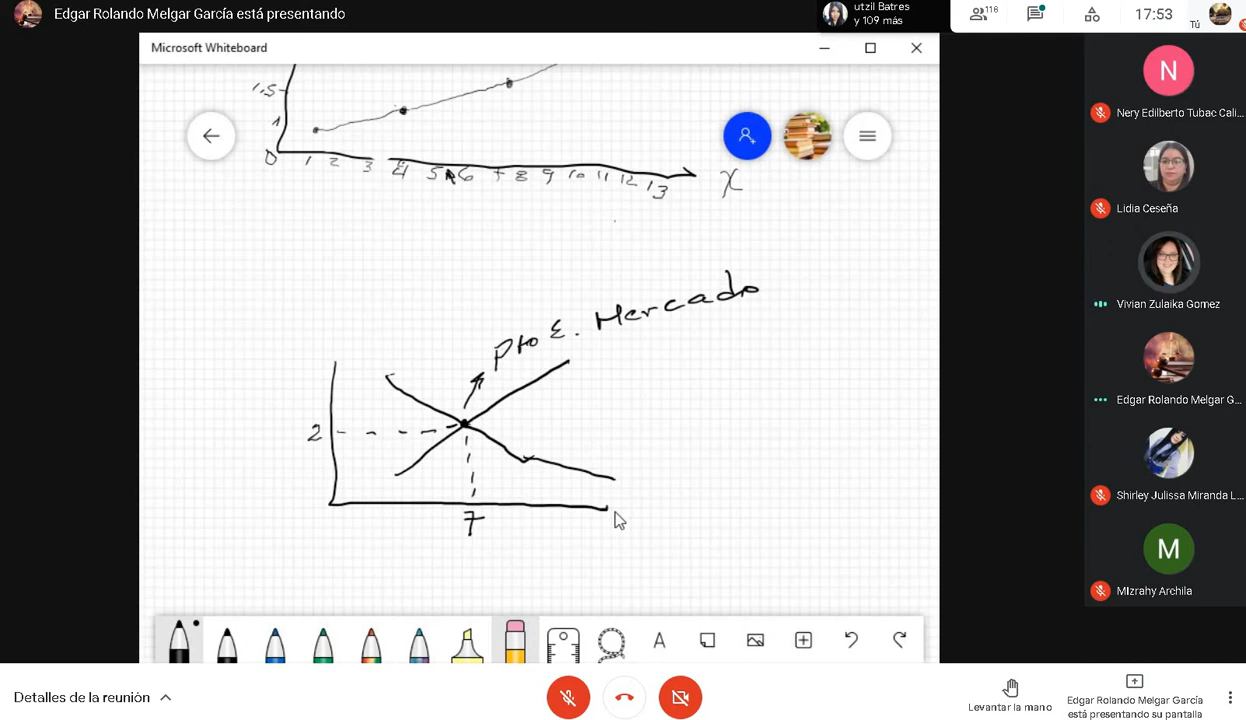 Edgar Rolando Melgar García está presentando
utzil Batres
y 109 más
116
17:53
Tú
Microsoft Whiteboard
1.5
1
0
1 2 3 4 5 6 7 8 9 10 11 12 13
x
Pto E. Mercado
2
7
N
Nery Edilberto Tubac Cali...
Lidia Ceseña
Vivian Zulaika Gomez
Edgar Rolando Melgar G...
Shirley Julissa Miranda L...
M
MIzrahy Archila
A
Detalles de la reunión
Levantar la mano
Edgar Rolando Melgar García
está presentando su pantalla